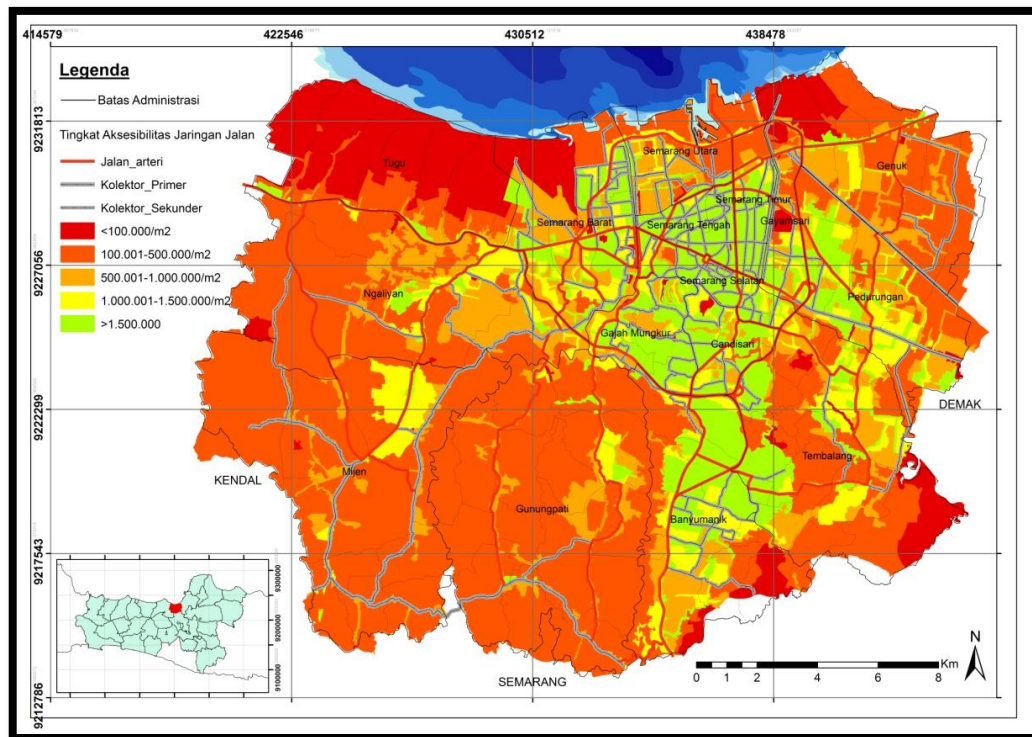 414579
422546
430512
438478
9231813
9227056
9222299
9217543
9212786
Legenda
Batas Administrasi
Tingkat Aksesibilitas Jaringan Jalan
Jalan_arteri
Kolektor_Primer
Kolektor_Sekunder
<100.000/m2
100.001-500.000/m2
500.001-1.000.000/m2
1.000.001-1.500.000/m2
>1.500.000
Tugu
Semarang Utara
Genuk
Semarang Timur
Semarang Barat
Semarang Tengah
Gayamsari
Semarang Selatan
Ngaliyan
Pedurungan
Gajah Mungkur
Candisari
DEMAK
Tembalang
Mijen
KENDAL
Gunungpati
Banyumanik
SEMARANG
9300000
9200000
9100000
N
Km
0 1 2 4 6 8